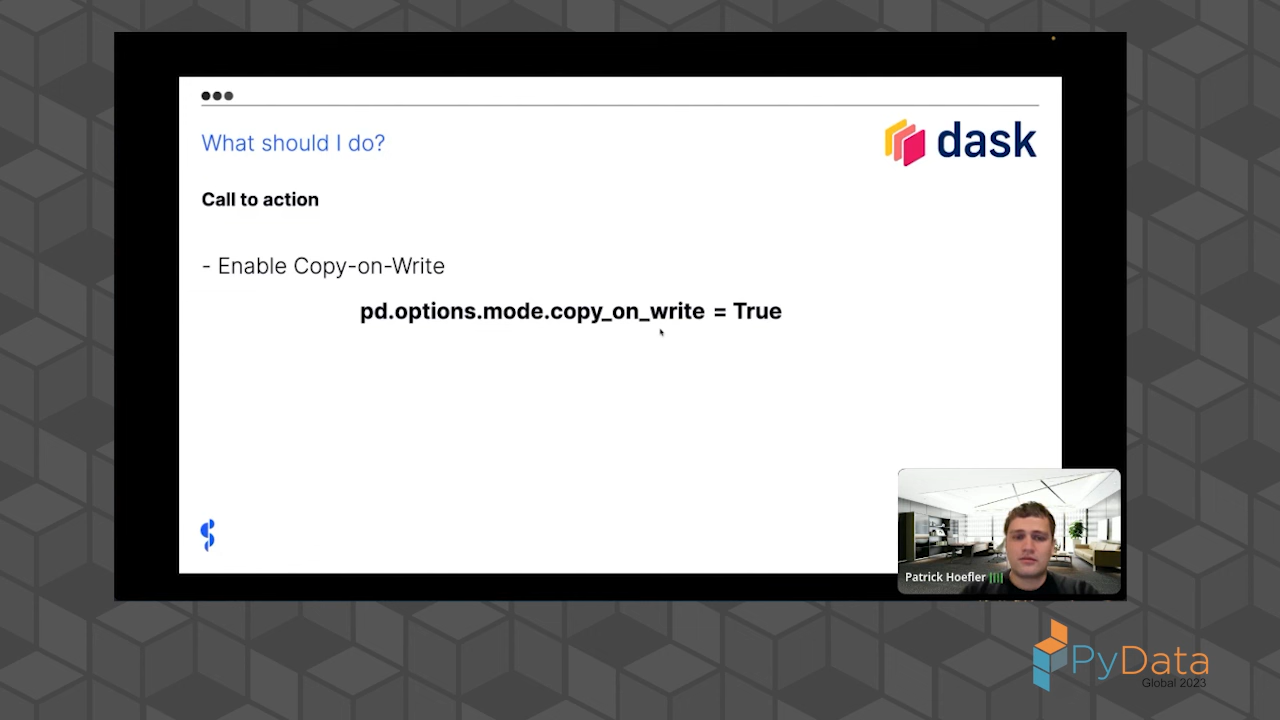 What should I do?
dask
Call to action
- Enable Copy-on-Write
pd.options.mode.copy_on_write = True
Patrick Hoefler
PyData
Global 2023